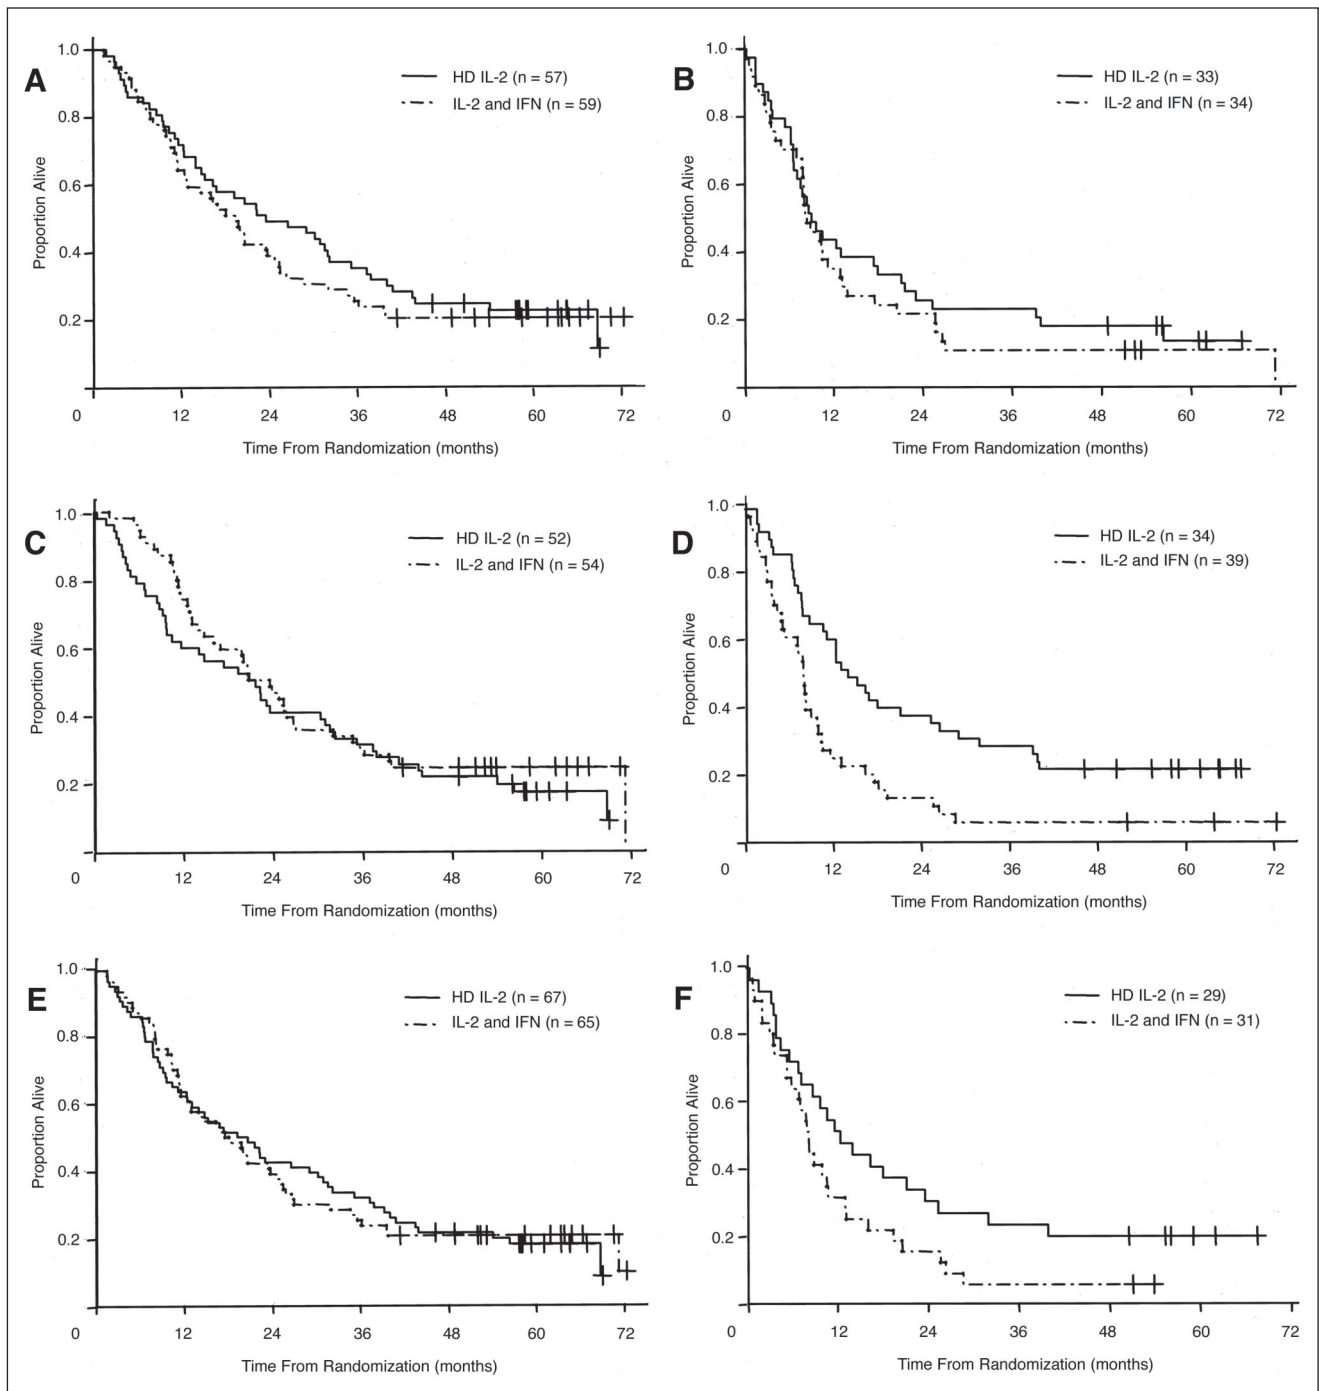 A
1.0
0.8
0.6
0.4
0.2
Proportion Alive
HD IL-2 (n = 57)
IL-2 and IFN (n = 59)
0 12 24 36 48 60 72
Time From Randomization (months)
B
1.0
0.8
0.6
0.4
0.2
Proportion Alive
HD IL-2 (n = 33)
IL-2 and IFN (n = 34)
0 12 24 36 48 60 72
Time From Randomization (months)
C
1.0
0.8
0.6
0.4
0.2
Proportion Alive
HD IL-2 (n = 52)
IL-2 and IFN (n = 54)
0 12 24 36 48 60 72
Time From Randomization (months)
D
1.0
0.8
0.6
0.4
0.2
Proportion Alive
HD IL-2 (n = 34)
IL-2 and IFN (n = 39)
0 12 24 36 48 60 72
Time From Randomization (months)
E
1.0
0.8
0.6
0.4
0.2
Proportion Alive
HD IL-2 (n = 67)
IL-2 and IFN (n = 65)
0 12 24 36 48 60 72
Time From Randomization (months)
F
1.0
0.8
0.6
0.4
0.2
Proportion Alive
HD IL-2 (n = 29)
IL-2 and IFN (n = 31)
0 12 24 36 48 60 72
Time From Randomization (months)